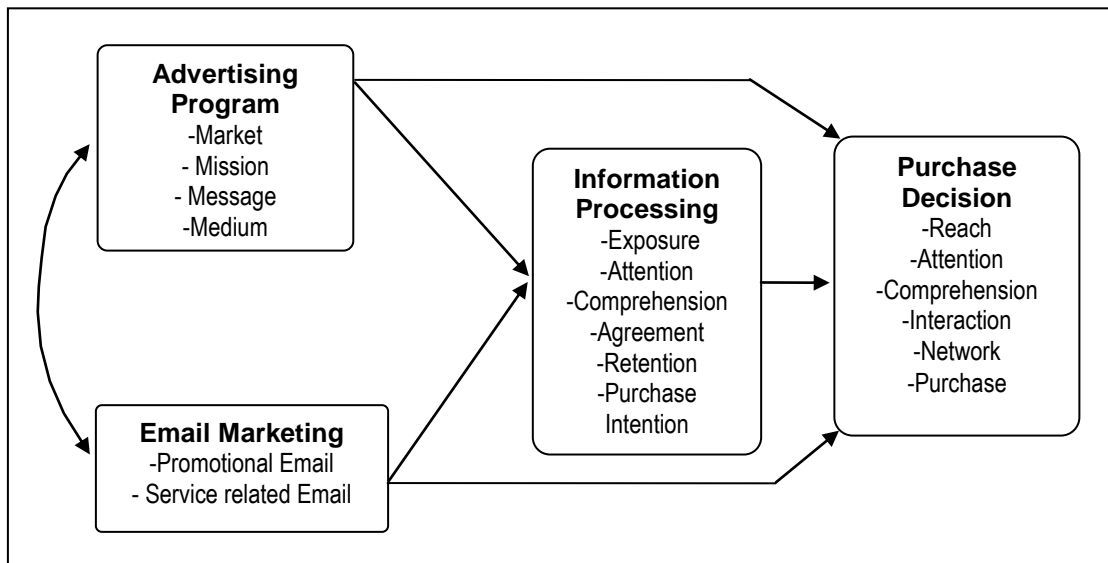 Advertising
Program
-Market
- Mission
- Message
-Medium
Email Marketing
-Promotional Email
- Service related Email
Information
Processing
-Exposure
-Attention
-Comprehension
-Agreement
-Retention
-Purchase
Intention
Purchase
Decision
-Reach
-Attention
-Comprehension
-Interaction
-Network
-Purchase